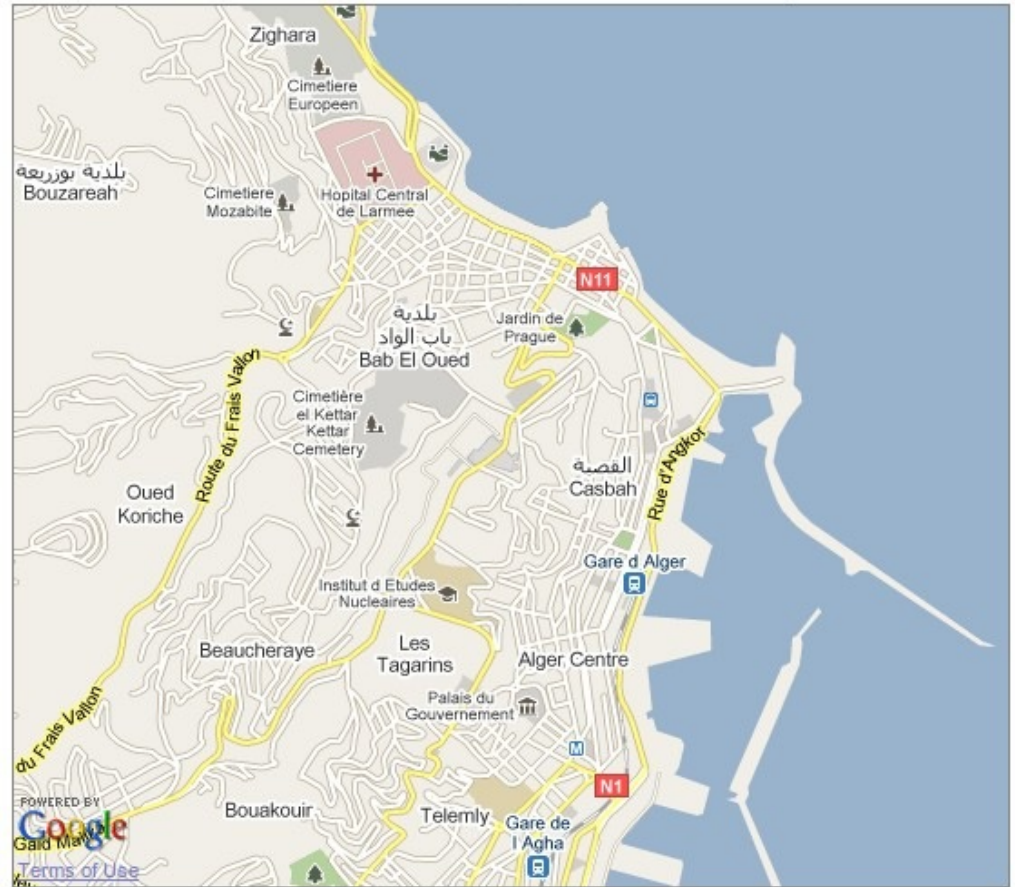 Zighara
Cimetiere
Europeen
بلدية بوزريعة
Bouzareah
Cimetiere
Mozabite
Hopital Central
de Larmee
N11
بلدية
باب الواد
Bab El Oued
Jardin de
Prague
Route du Frais Vallon
Cimetière
el Kettar
Kettar
Cemetery
Rue d'Angkor
القصبة
Casbah
Oued
Koriche
Gare d Alger
Institut d Etudes
Nucleaires
Les
Tagarins
Beaucheraye
Alger Centre
Palais du
Gouvernement
du Frais Vallon
M
N1
POWERED BY
Google
Bouakouir
Telemly
Gare de
l Agha
Terms of Use